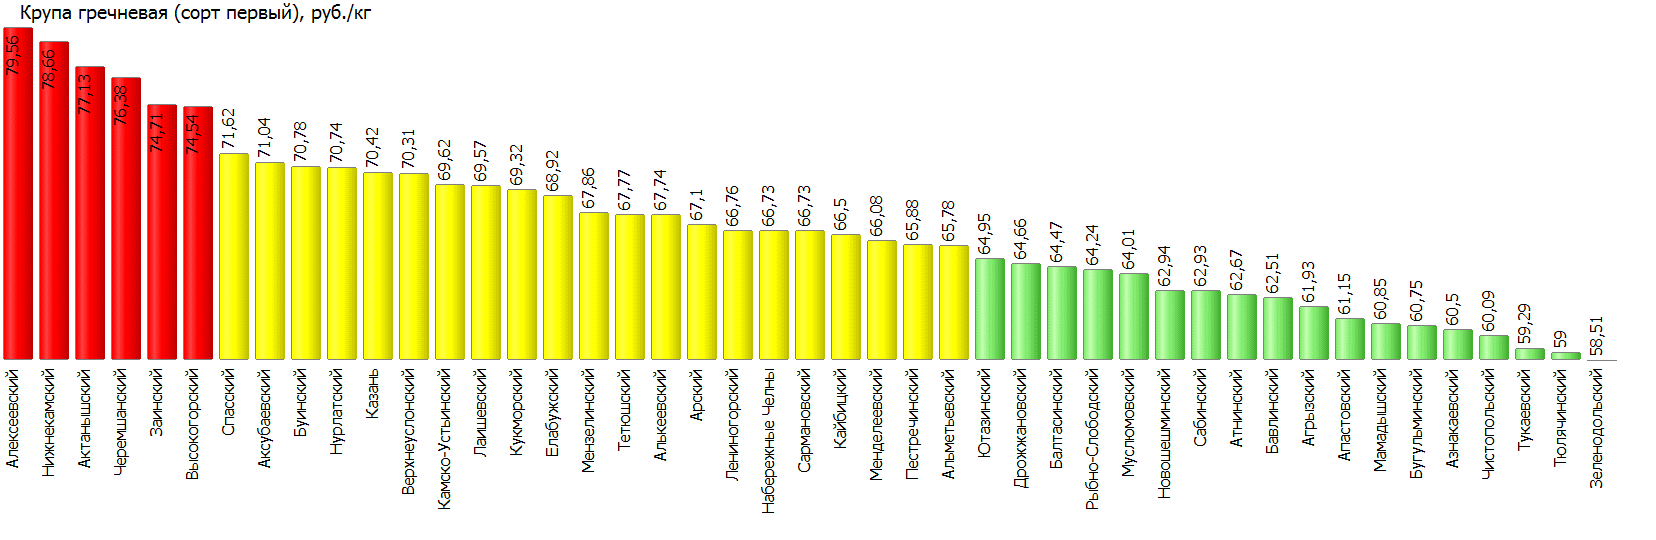 Крупа гречневая (сорт первый), руб./кг
79,56
78,66
77,13
76,38
74,71
74,54
71,62
71,04
70,78
70,74
70,42
70,31
69,62
69,57
69,32
68,92
67,86
67,77
67,74
67,1
66,76
66,73
66,73
66,5
66,08
65,88
65,78
64,95
64,66
64,47
64,24
64,01
62,94
62,93
62,67
62,51
61,93
61,15
60,85
60,75
60,5
60,09
59,29
59
58,51
Алексеевский
Нижнекамский
Актанышский
Черемшанский
Заинский
Высокогорский
Спасский
Аксубаевский
Буинский
Нурлатский
Казань
Верхнеуслонский
Камско-Устьинский
Лаишевский
Кукморский
Елабужский
Мензелинский
Тетюшский
Алькеевский
Арский
Лениногорский
Набережные Челны
Сармановский
Кайбицкий
Менделеевский
Пестречинский
Альметьевский
Ютазинский
Дрожжановский
Балтасинский
Рыбно-Слободский
Муслюмовский
Новошешминский
Сабинский
Атнинский
Бавлинский
Агрызский
Апастовский
Мамадышский
Бугульминский
Азнакаевский
Чистопольский
Тукаевский
Тюлячинский
Зеленодольский